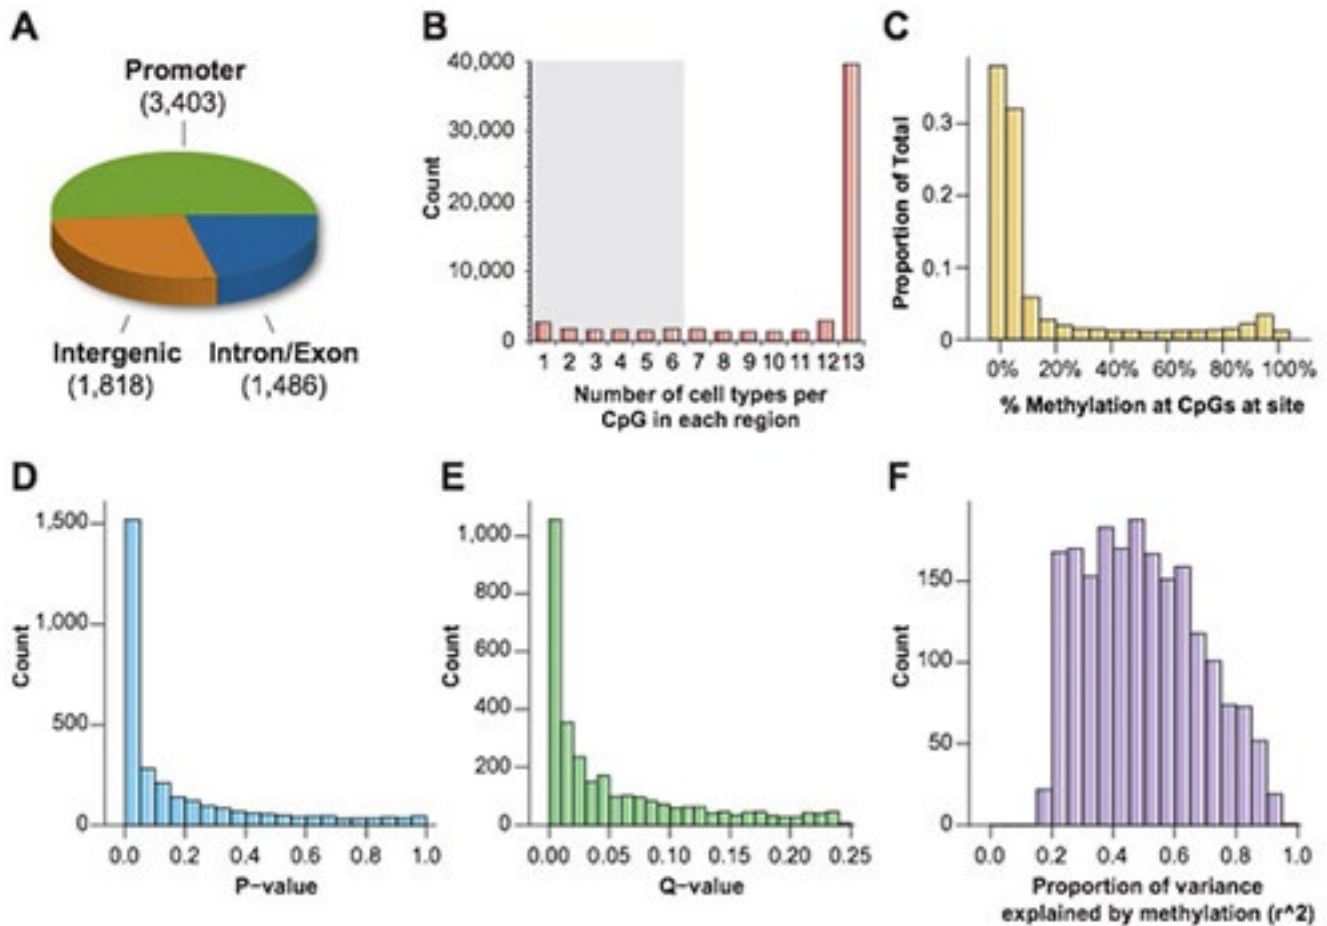 A
Promoter
(3,403)
Intergenic
(1,818)
Intron/Exon
(1,486)
B
40,000
30,000
20,000
10,000
0
Count
1 2 3 4 5 6 7 8 9 10 11 12 13
Number of cell types per
CpG in each region
C
0.3
0.2
0.1
0
Proportion of Total
0% 20% 40% 60% 80% 100%
% Methylation at CpGs at site
D
1,500
1,000
500
0
Count
0.0 0.2 0.4 0.6 0.8 1.0
P-value
E
1,000
800
600
400
200
0
Count
0.00 0.05 0.10 0.15 0.20 0.25
Q-value
F
150
100
50
0
Count
0.0 0.2 0.4 0.6 0.8 1.0
Proportion of variance
explained by methylation (r^2)